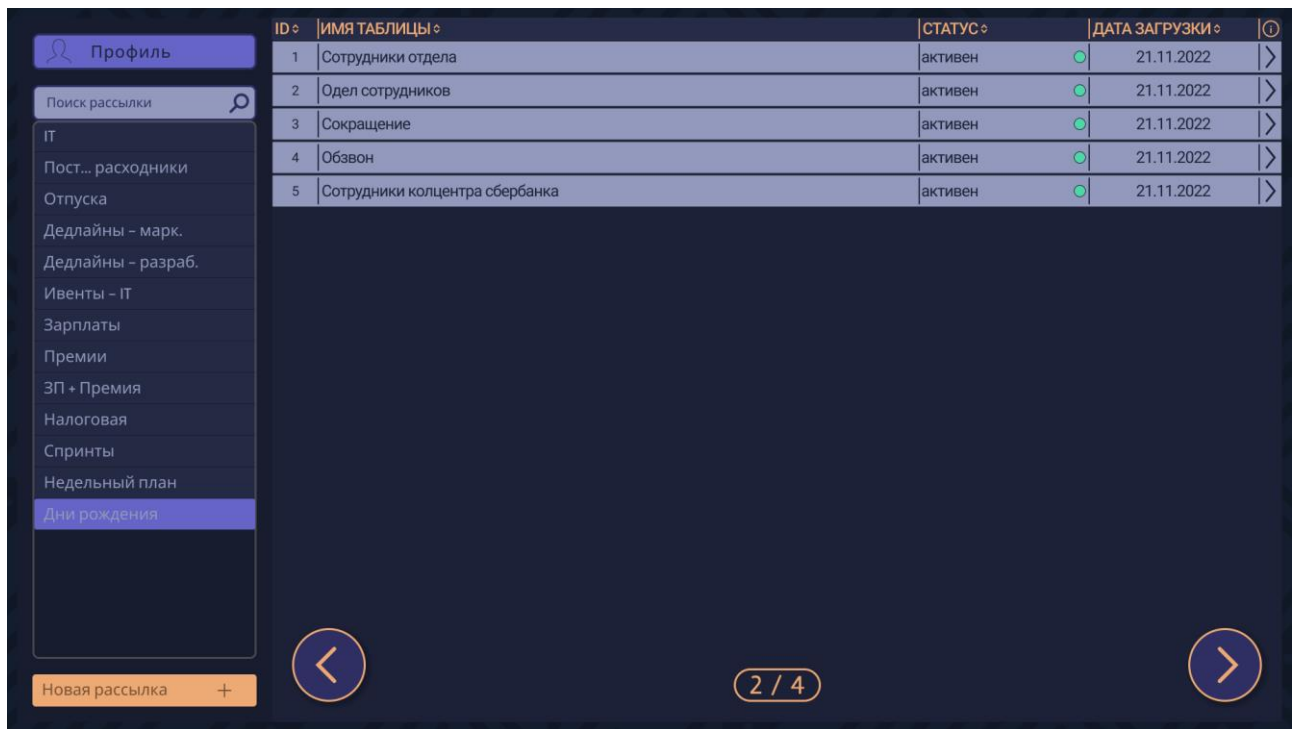 Профиль
Поиск рассылки
IT
Пост... расходники
Отпуска
Дедлайны – марк.
Дедлайны – разраб.
Ивенты – IT
Зарплаты
Премии
ЗП + Премия
Налоговая
Спринты
Недельный план
Дни рождения
Новая рассылка +
ID ИМЯ ТАБЛИЦЫ СТАТУС ДАТА ЗАГРУЗКИ
1 Сотрудники отдела активен 21.11.2022
2 Одел сотрудников активен 21.11.2022
3 Сокращение активен 21.11.2022
4 Обзвон активен 21.11.2022
5 Сотрудники колцентра сбербанка активен 21.11.2022
2 / 4